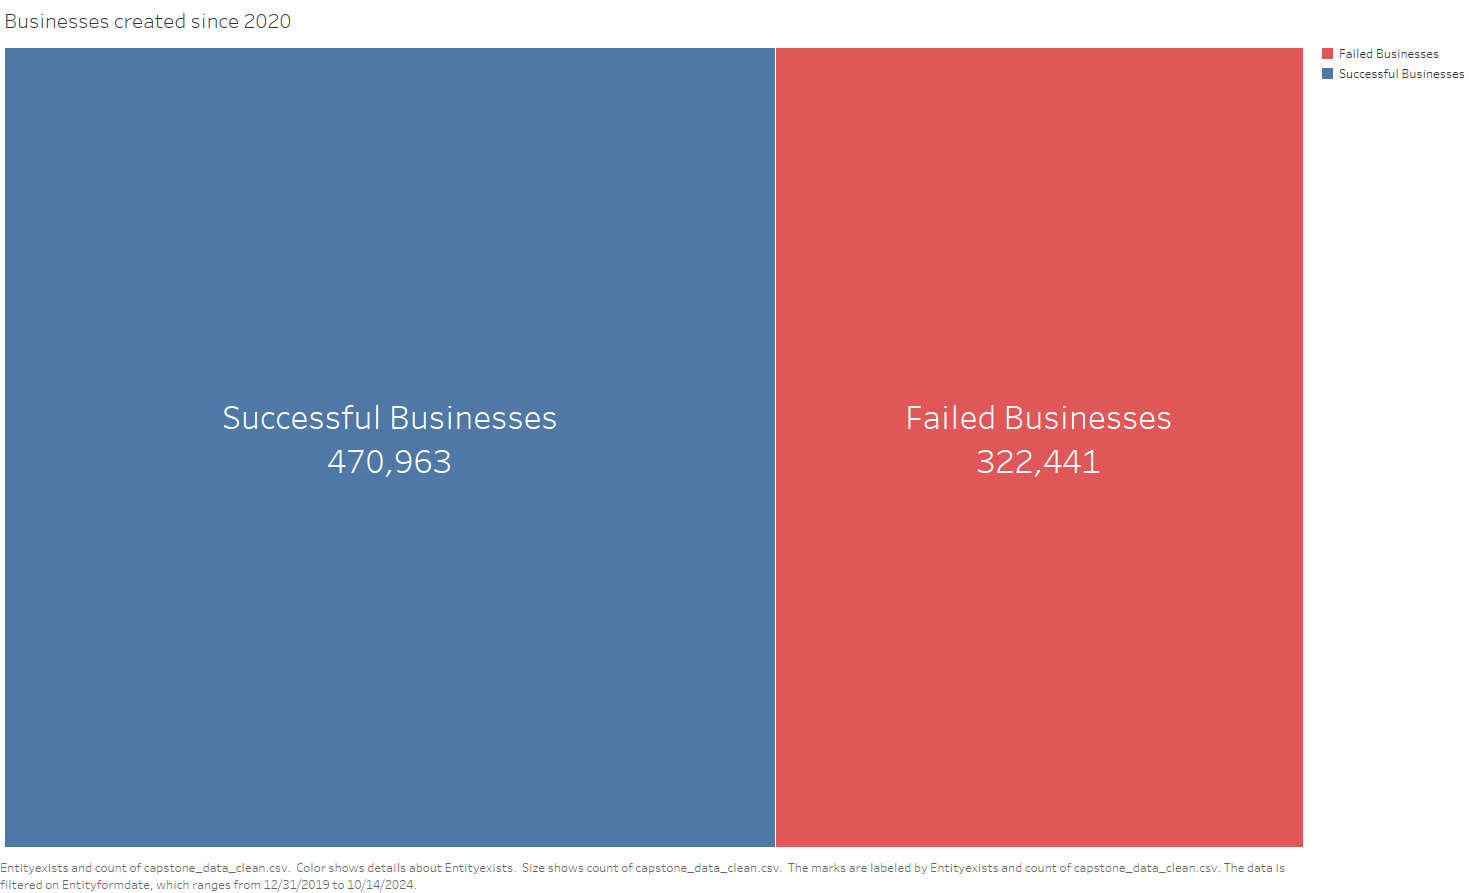 Businesses created since 2020
Failed Businesses
Successful Businesses
Successful Businesses
470,963
Failed Businesses
322,441
Entityexists and count of capstone_data_clean.csv. Color shows details about Entityexists. Size shows count of capstone_data_clean.csv. The marks are labeled by Entityexists and count of capstone_data_clean.csv. The data is
filtered on Entityformdate, which ranges from 12/31/2019 to 10/14/2024.